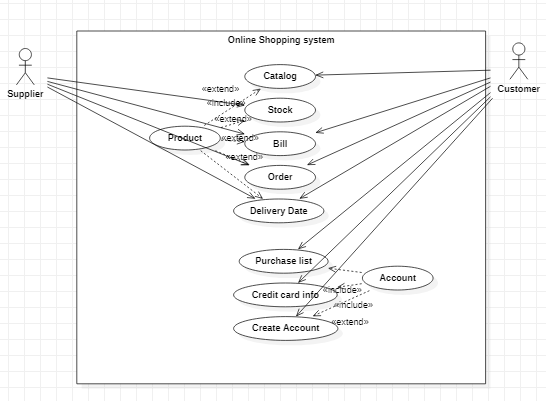 Online Shopping system
Catalog
«extend»
Supplier
Customer
«include»
Stock
«extend»
Product
«extend»
Bill
«extend»
Order
Delivery Date
Purchase list
Account
Credit card info
«include»
«include»
Create Account
«extend»